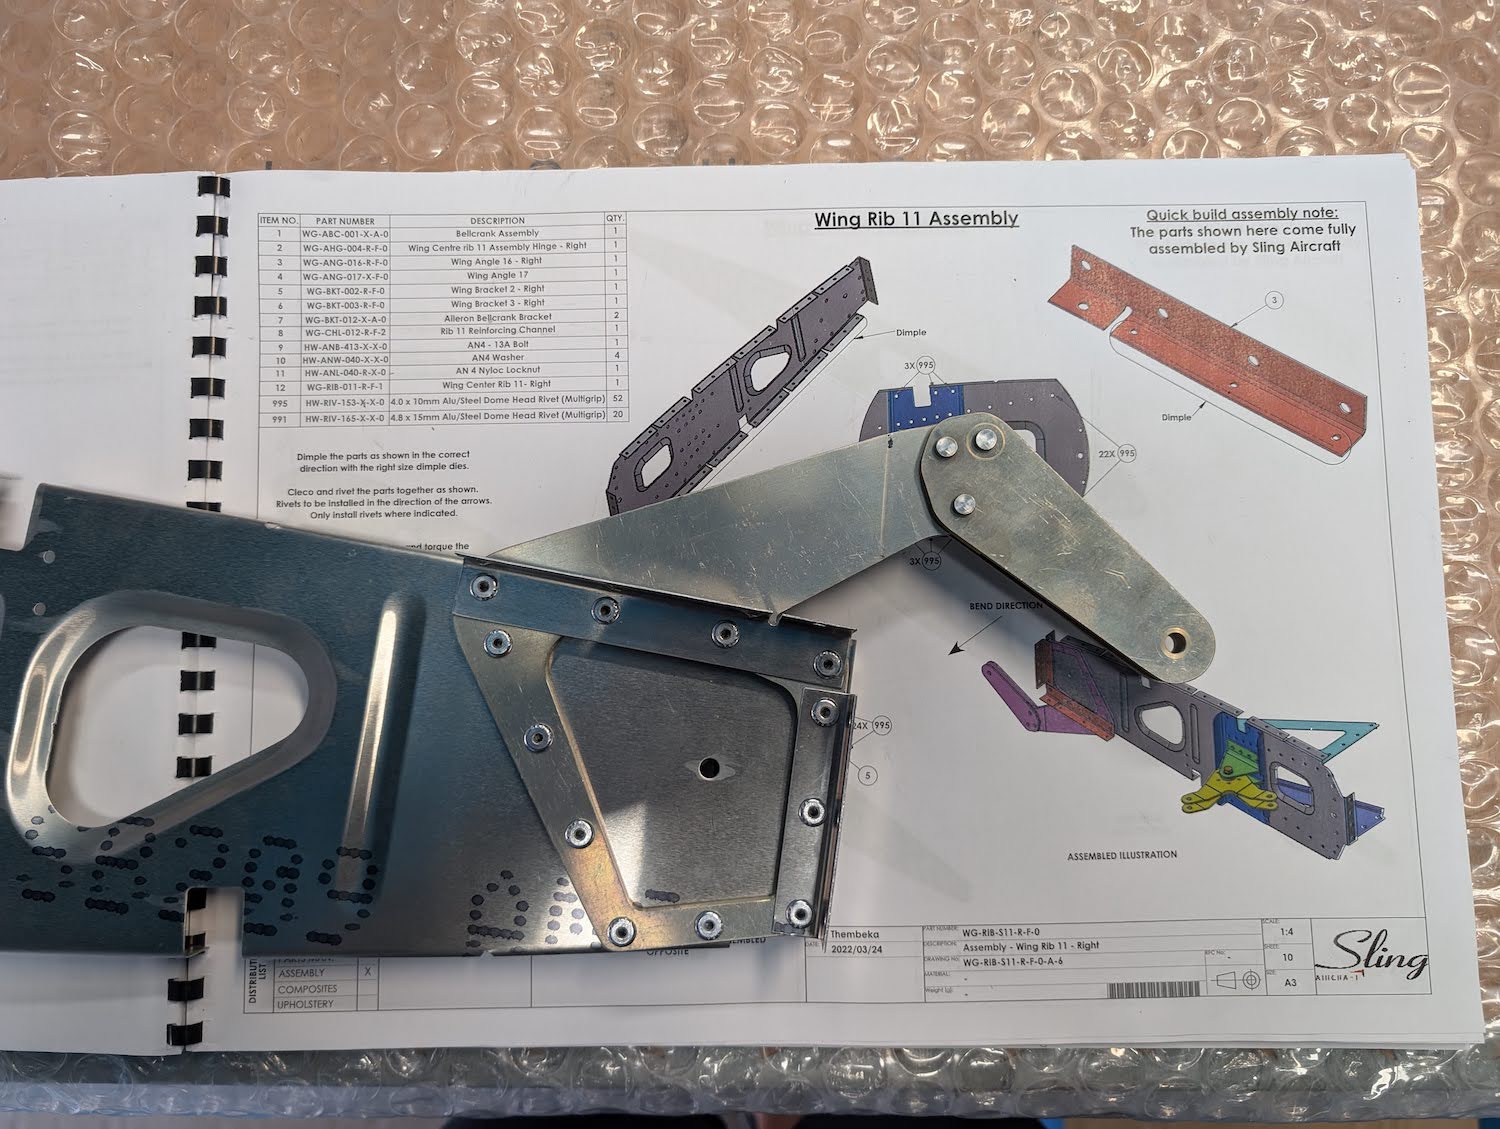 Wing Rib 11 Assembly
Quick build assembly note:
The parts shown here come fully
assembled by Sling Aircraft
ITEM NO. PART NUMBER DESCRIPTION QTY.
1 WG-ABC-001-X-A-0 Bellcrank Assembly 1
2 WG-AHG-004-R-F-0 Wing Centre rib 11 Assembly Hinge - Right 1
3 WG-ANG-016-R-F-0 Wing Angle 16 - Right 1
4 WG-ANG-017-X-F-0 Wing Angle 17 1
5 WG-BKT-002-R-F-0 Wing Bracket 2 - Right 1
6 WG-BKT-003-R-F-0 Wing Bracket 3 - Right 1
7 WG-BKT-012-X-A-0 Aileron Bellcrank Bracket 2
8 WG-CHL-012-R-F-2 Rib 11 Reinforcing Channel 1
9 HW-ANB-413-X-X-0 AN4 - 13A Bolt 1
10 HW-ANW-040-X-X-0 AN4 Washer 4
11 HW-ANL-040-R-X-0 AN 4 Nyloc Locknut 1
12 WG-RIB-011-R-F-1 Wing Center Rib 11- Right 1
995 HW-RIV-153-X-X-0 4.0 x 10mm Alu/Steel Dome Head Rivet (Multigrip) 52
991 HW-RIV-165-X-X-0 4.8 x 15mm Alu/Steel Dome Head Rivet (Multigrip) 20
3
Dimple
3X 995
Dimple
22X 995
Dimple the parts as shown in the correct
direction with the right size dimple dies.
Cleco and rivet the parts together as shown.
Rivets to be installed in the direction of the arrows.
Only install rivets where indicated.
torque the
3X 995
BEND DIRECTION
24X 995
5
ASSEMBLED ILLUSTRATION
OPPOSITE
ASSEMBLY X
COMPOSITES
UPHOLSTERY
LIST
Thembeka
DATE:
2022/03/24
PART NUMBER: WG-RIB-S11-R-F-0
DESCRIPTION: Assembly - Wing Rib 11 - Right
DRAWING No: WG-RIB-S11-R-F-0-A-6
MATERIAL: -
Weight (g): -
SCALE: 1:4
SHEET: 10
SIZE: A3
Sling